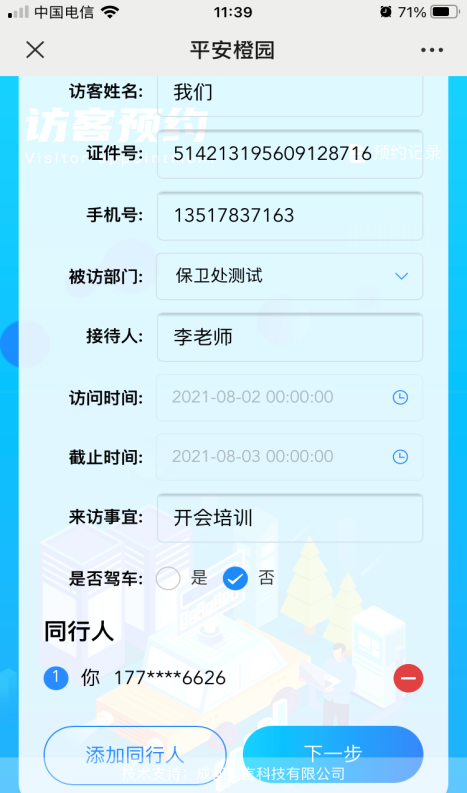 中国电信 11:39 71%
平安橙园
访客姓名: 我们
访客预约
证件号: 514213195609128716
预约记录
手机号: 13517837163
被访部门: 保卫处测试
接待人: 李老师
访问时间: 2021-08-02 00:00:00
截止时间: 2021-08-03 00:00:00
来访事宜: 开会培训
是否驾车: 是 否
同行人
1 你 177****6626
添加同行人 下一步
技术支持：成 科技有限公司